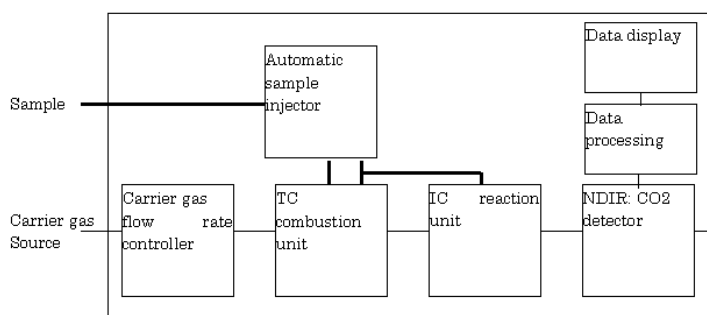 Automatic
sample
injector
Data display
Sample
Data
processing
Carrier gas
Source
Carrier gas
flow rate
controller
TC
combustion
unit
IC reaction
unit
NDIR: CO2
detector